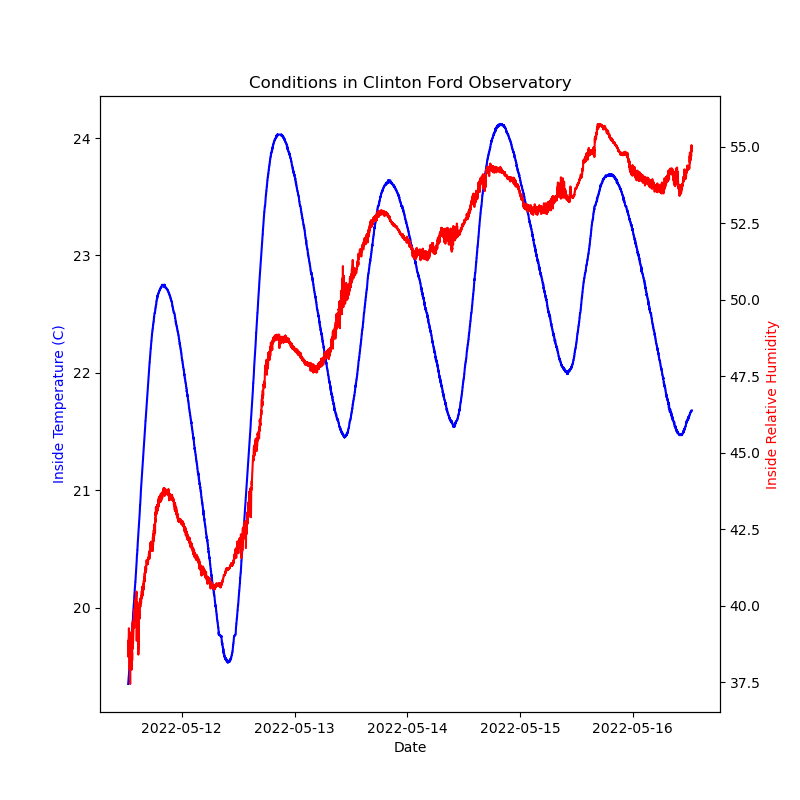 Conditions in Clinton Ford Observatory
24
23
22
21
20
Inside Temperature (C)
55.0
52.5
50.0
47.5
45.0
42.5
40.0
37.5
Inside Relative Humidity
2022-05-12 2022-05-13 2022-05-14 2022-05-15 2022-05-16
Date